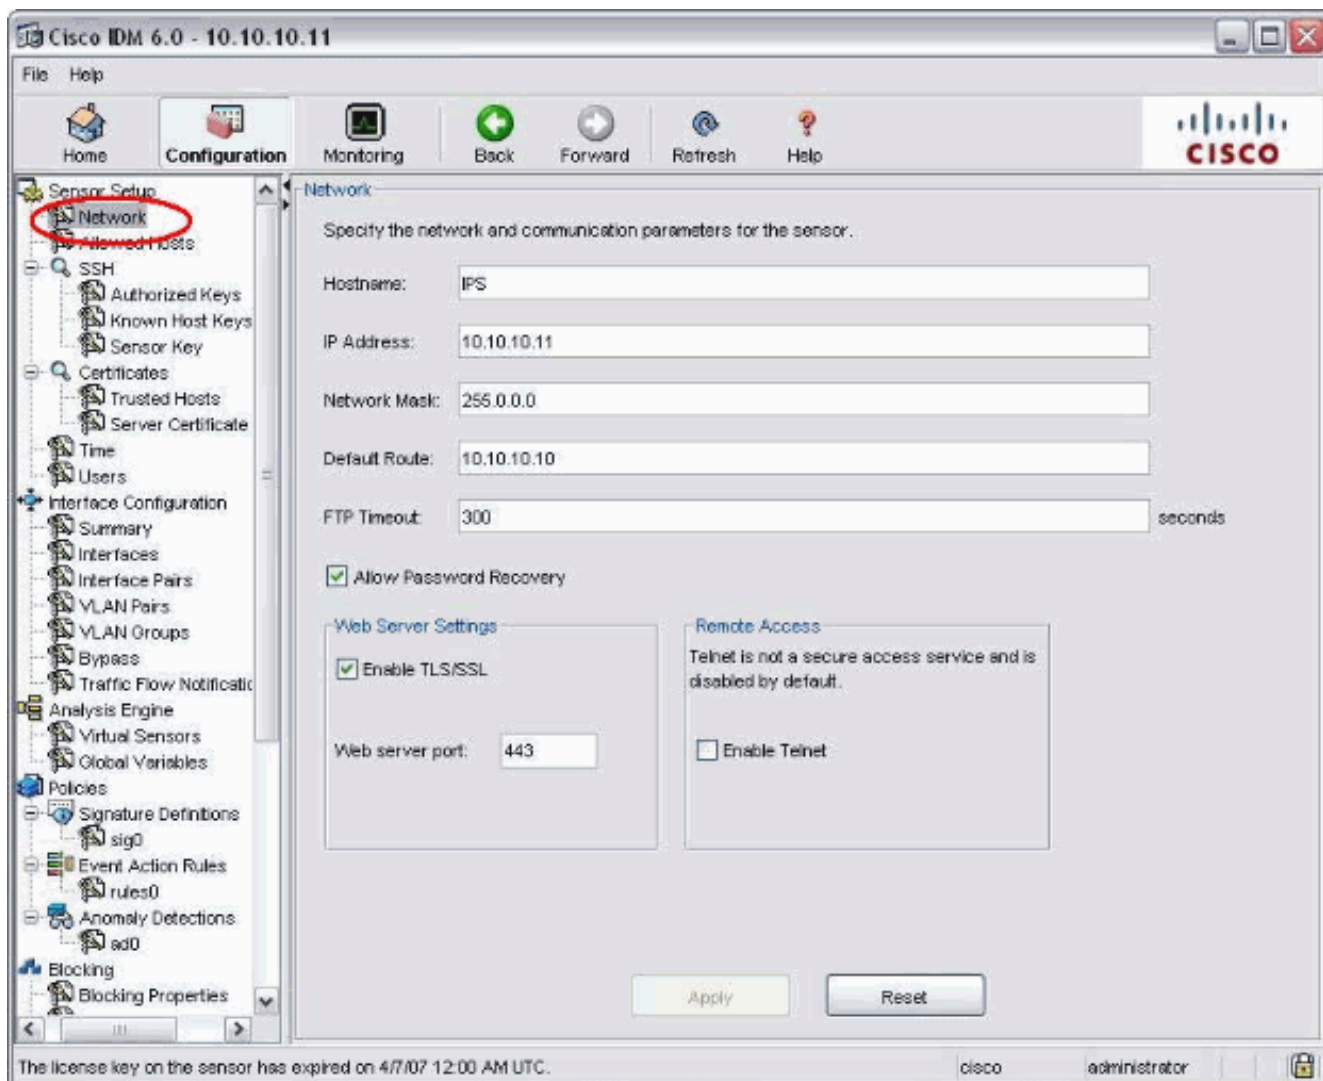 Cisco IDM 6.0 - 10.10.10.11
File Help
Home Configuration Monitoring Back Forward Refresh Help
CISCO
Sensor Setup
Network
Allowed Hosts
SSH
Authorized Keys
Known Host Keys
Sensor Key
Certificates
Trusted Hosts
Server Certificate
Time
Users
Interface Configuration
Summary
Interfaces
Interface Pairs
VLAN Pairs
VLAN Groups
Bypass
Traffic Flow Notificatic
Analysis Engine
Virtual Sensors
Global Variables
Policies
Signature Definitions
sig0
Event Action Rules
rules0
Anomaly Detections
ad0
Blocking
Blocking Properties
Network
Specify the network and communication parameters for the sensor.
Hostname: IPS
IP Address: 10.10.10.11
Network Mask: 255.0.0.0
Default Route: 10.10.10.10
FTP Timeout: 300 seconds
Allow Password Recovery
Web Server Settings
Enable TLS/SSL
Web server port: 443
Remote Access
Telnet is not a secure access service and is
disabled by default.
Enable Telnet
Apply Reset
The license key on the sensor has expired on 4/7/07 12:00 AM UTC. cisco administrator